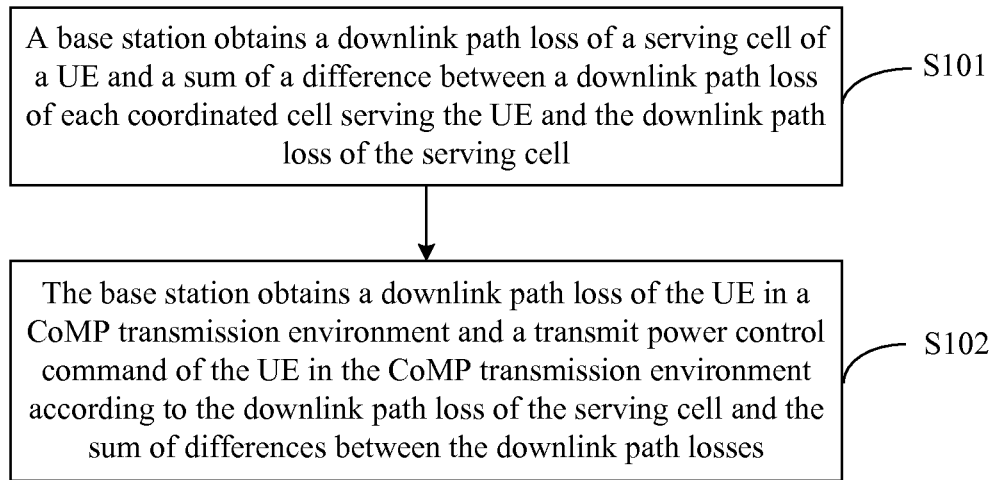 A base station obtains a downlink path loss of a serving cell of
a UE and a sum of a difference between a downlink path loss
of each coordinated cell serving the UE and the downlink path
loss of the serving cell
S101
The base station obtains a downlink path loss of the UE in a
CoMP transmission environment and a transmit power control
command of the UE in the CoMP transmission environment
according to the downlink path loss of the serving cell and the
sum of differences between the downlink path losses
S102